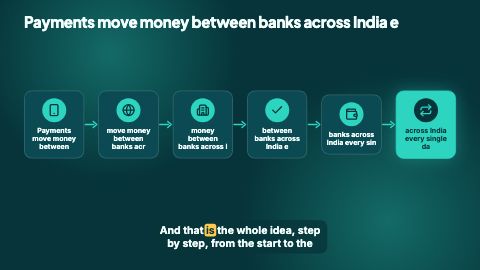 Payments move money between banks across India e
Payments
move money
between
move money
between
banks acr
money
between
banks across I
between
banks across
India e
banks across
India every sin
across India
every single
da
And that is the whole idea, step
by step, from the start to the